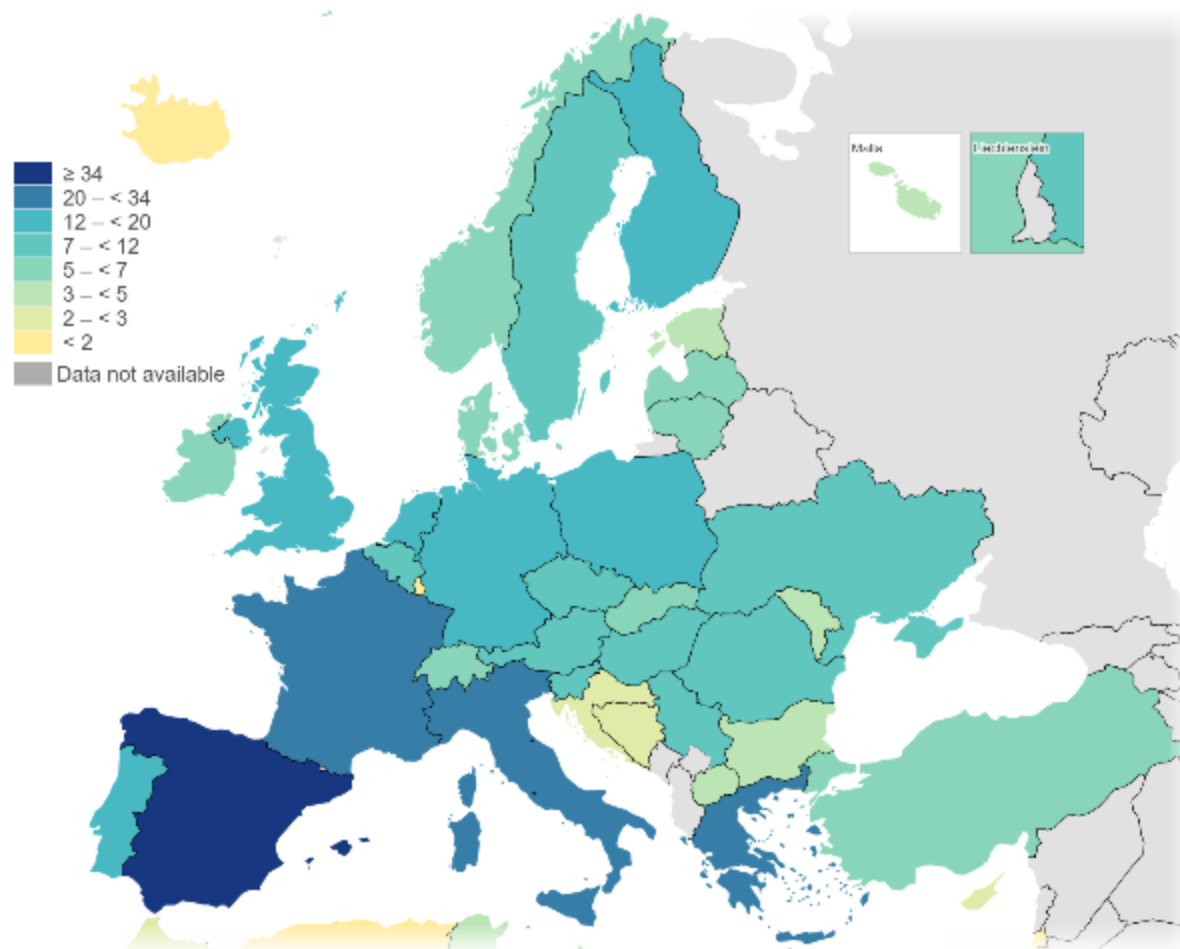 ≥ 34
20 – < 34
12 – < 20
7 – < 12
5 – < 7
3 – < 5
2 – < 3
< 2
Data not available
Malta
Liechtenstein